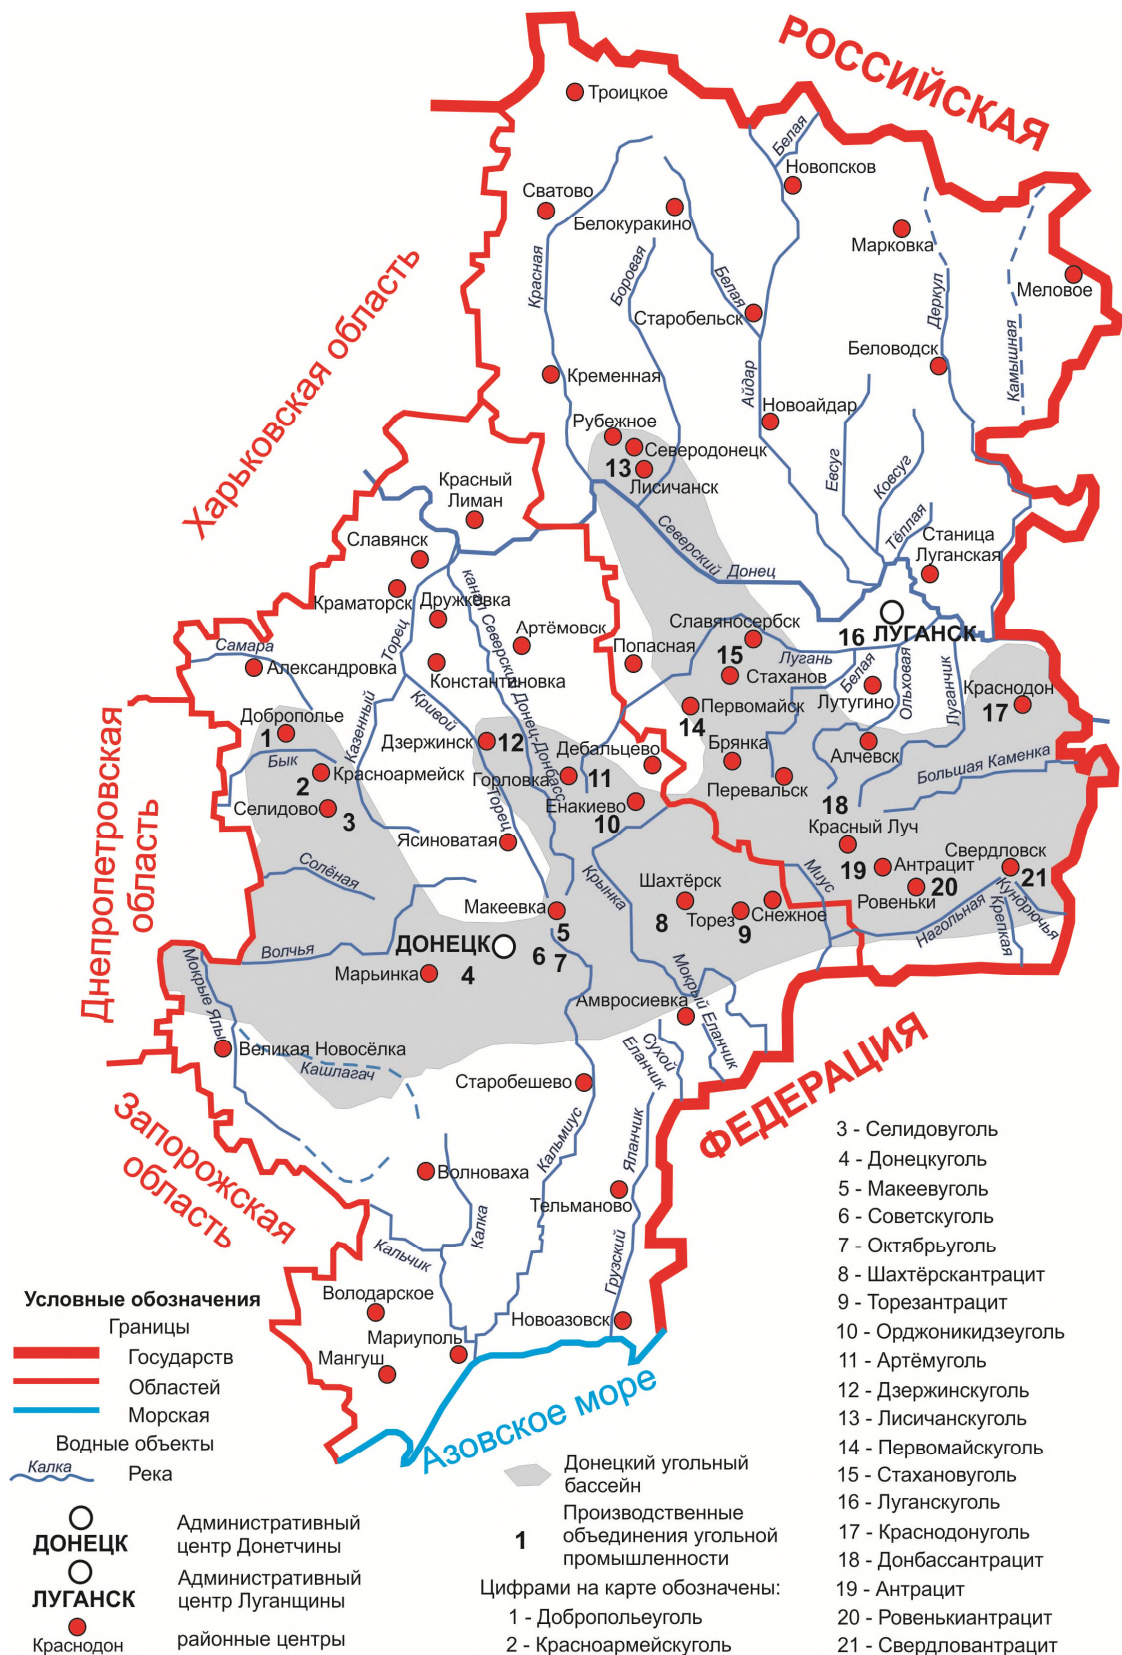 РОССИЙСКАЯ
Троицкое
Белая
Новопсков
Сватово
Белокуракино
Марковка
Красная
Боровая
Белая
Деркул
Меловое
Харьковская область
Старобельск
Камышная
Беловодск
Кременная
Айдар
Новоайдар
Рубежное
Северодонецк
13
Лисичанск
Евсуг
Ковсуг
Красный
Лиман
Тёплая
Станица
Луганская
Северский Донец
Славянск
Краматорск
Дружковка
канал Северский Донец-Донбасс
Артёмовск
Славяносербск
16
ЛУГАНСК
Самара
Александровка
Торец
Попасная
15
Лугань
Стаханов
Белая
Ольховая
Луганчик
Константиновка
Лутугино
Краснодон
17
Кривой
Торец
Казенный
Доброполье
1
Первомайск
14
Дзержинск
12
Дебальцево
Брянка
Алчевск
Бык
2
Красноармейск
Горловка
11
Перевальск
Большая Каменка
Селидово
3
Енакиево
10
18
Красный Луч
Ясиноватая
Днепропетровская
область
Солёная
Крынка
Шахтёрск
8
Миус
Свердловск
19
Антрацит
21
20
Ровеньки
Макеевка
5
Торез
9
Снежное
Нагольная
Крепкая
Кундрючья
ДОНЕЦК
6
7
Волчья
Мокрые Ялы
Марьинка
4
Амвросиевка
Мокрый Еланчик
Сухой
Еланчик
Великая Новосёлка
Кашлагач
Старобешево
ФЕДЕРАЦИЯ
Запорожская
область
Кальмиус
Волноваха
Яланчик
Грузский
Тельманово
Калка
Кальчик
Володарское
Новоазовск
Мариуполь
Мангуш
Азовское море
Условные обозначения
Границы
Государств
Областей
Морская
Водные объекты
Калка
Река
ДОНЕЦК
Административный
центр Донетчины
ЛУГАНСК
Административный
центр Луганщины
Краснодон
районные центры
Донецкий угольный
бассейн
1
Производственные
объединения угольной
промышленности
Цифрами на карте обозначены:
1 - Добропольеуголь
2 - Красноармейскуголь
3 - Селидовуголь
4 - Донецкуголь
5 - Макеевуголь
6 - Советскуголь
7 - Октябрьуголь
8 - Шахтёрскантрацит
9 - Торезантрацит
10 - Орджоникидзеуголь
11 - Артёмуголь
12 - Дзержинскуголь
13 - Лисичанскуголь
14 - Первомайскуголь
15 - Стахановуголь
16 - Луганскуголь
17 - Краснодонуголь
18 - Донбассантрацит
19 - Антрацит
20 - Ровенькиантрацит
21 - Свердловантрацит